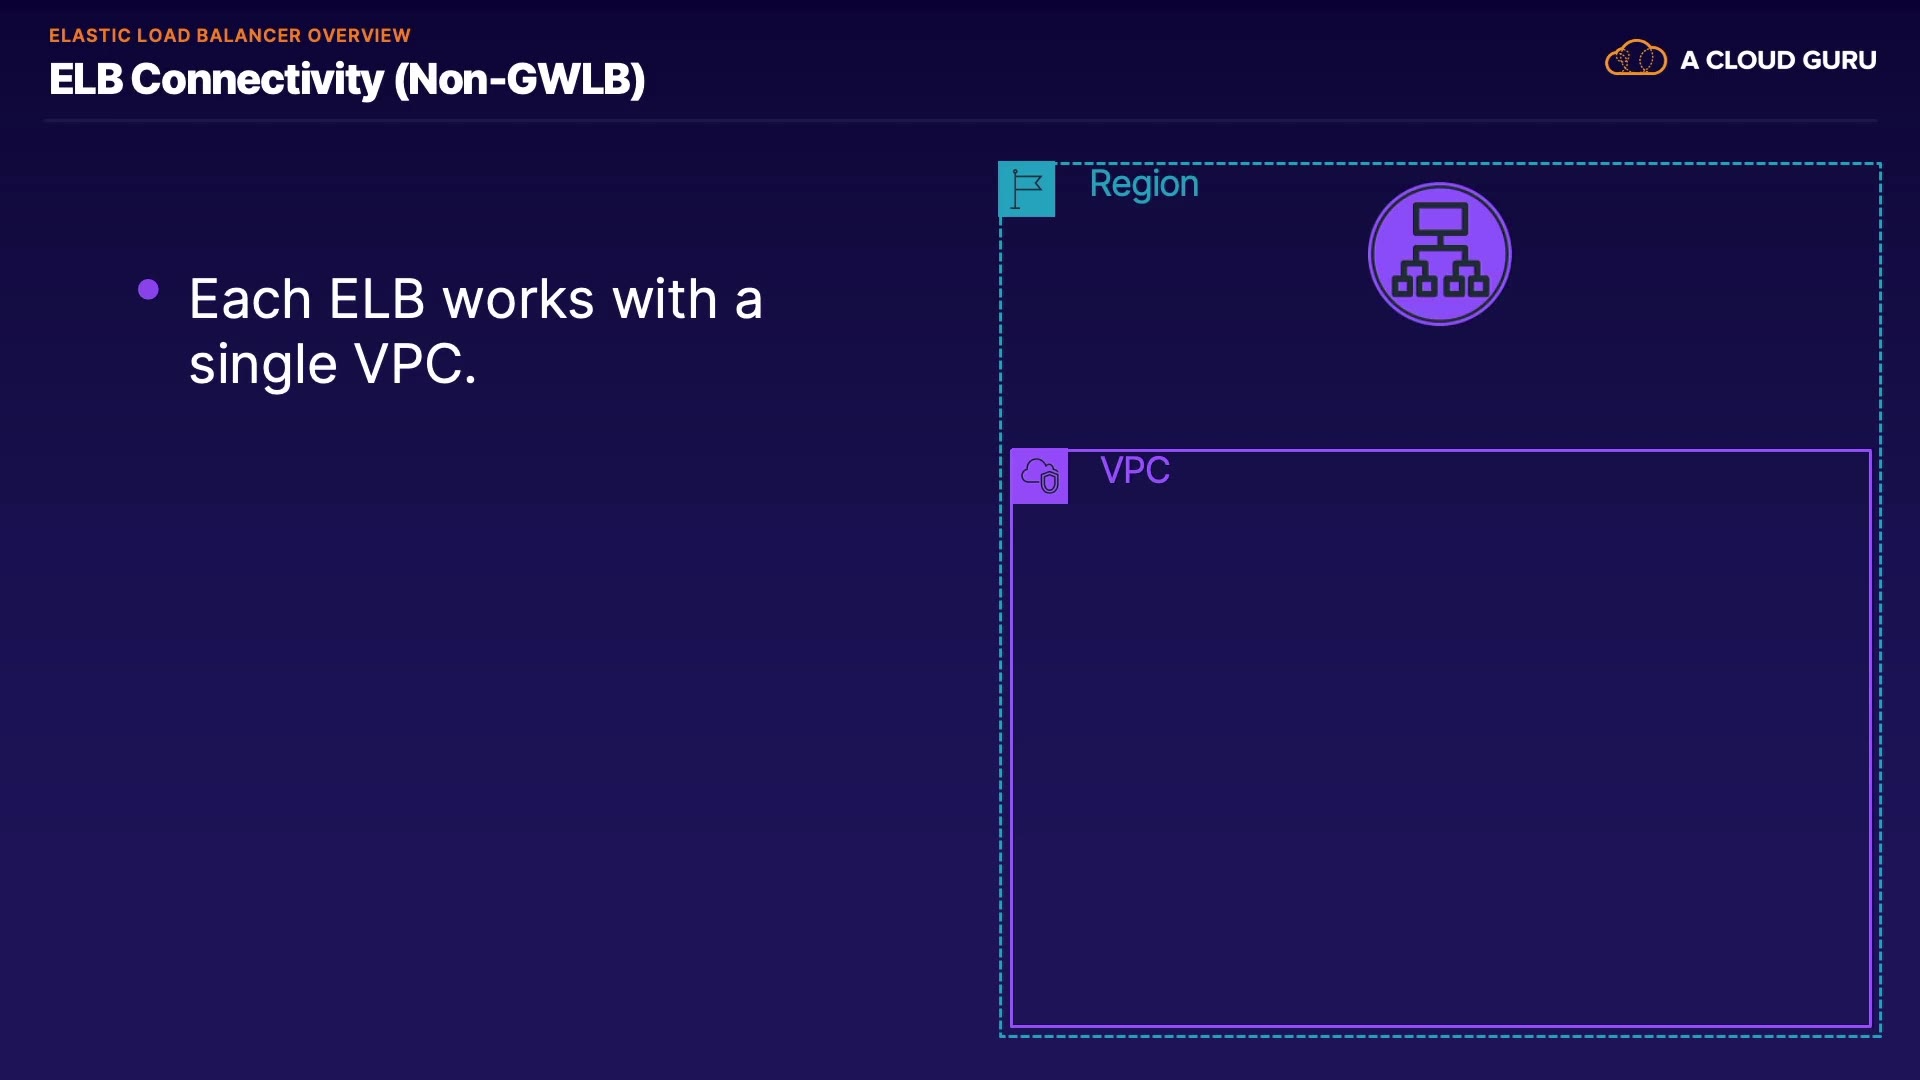 ELASTIC LOAD BALANCER OVERVIEW
ELB Connectivity (Non-GWLB)
A CLOUD GURU
Each ELB works with a
single VPC.
Region
VPC